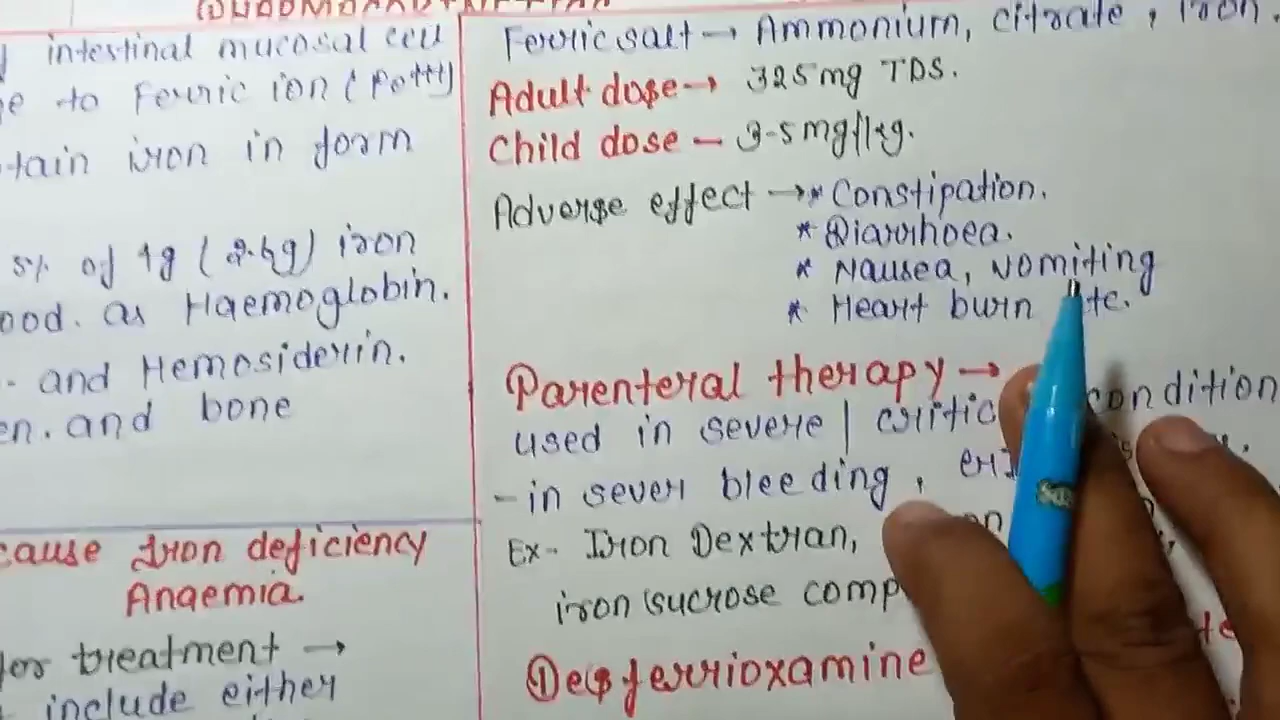 intestinal mucosal cell
to Ferric ion (Fe+++)
tain iron in form
5% of 4g (2.5g) iron
ood. as Haemoglobin.
- and Hemosiderin.
en. and bone
cause Iron deficiency
Anaemia.
for treatment →
include either
Ferric salt → Ammonium, citrate, iron.
Adult dose → 325mg TDS.
Child dose – 3-5mg/kg.
Adverse effect → * Constipation.
* Diarrhoea.
* Nausea, vomiting
* Heart burn etc.
Parenteral therapy →
used in severe / critic condition
- in sever bleeding,
Ex- Iron Dextran,
iron sucrose comp
① Desferrioxamine